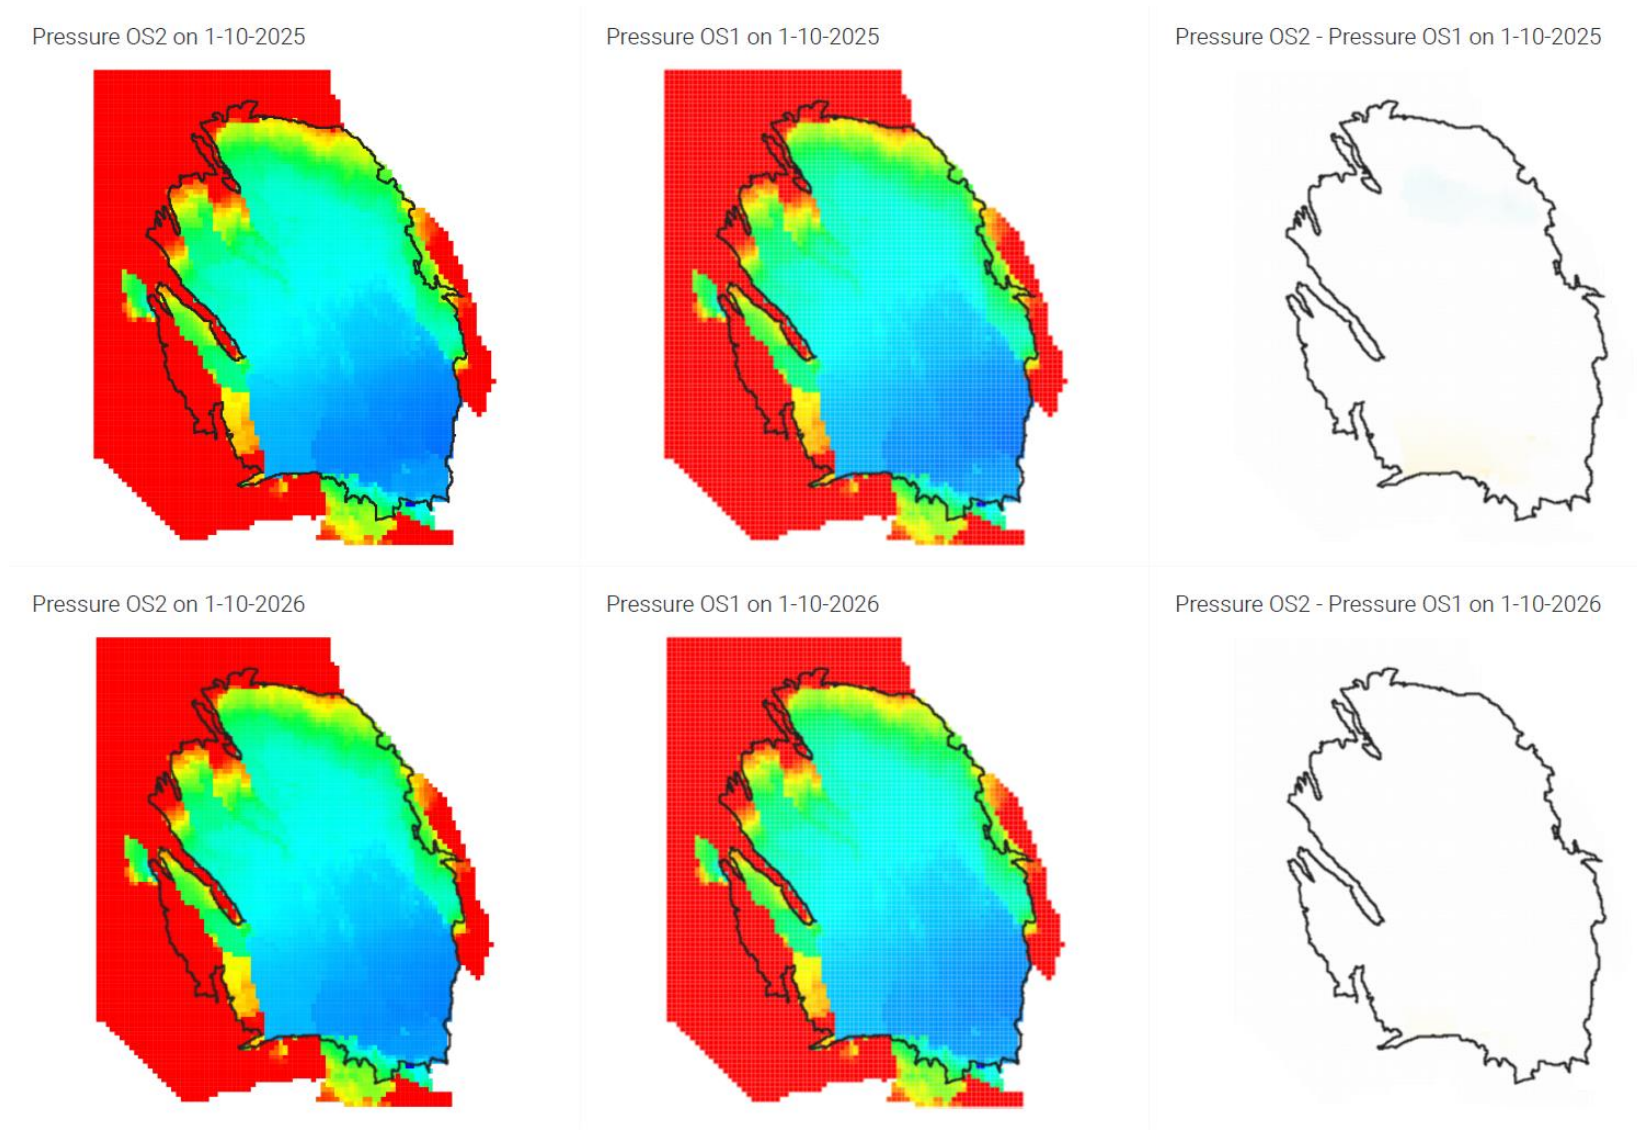 Pressure OS2 on 1-10-2025
Pressure OS1 on 1-10-2025
Pressure OS2 - Pressure OS1 on 1-10-2025
Pressure OS2 on 1-10-2026
Pressure OS1 on 1-10-2026
Pressure OS2 - Pressure OS1 on 1-10-2026